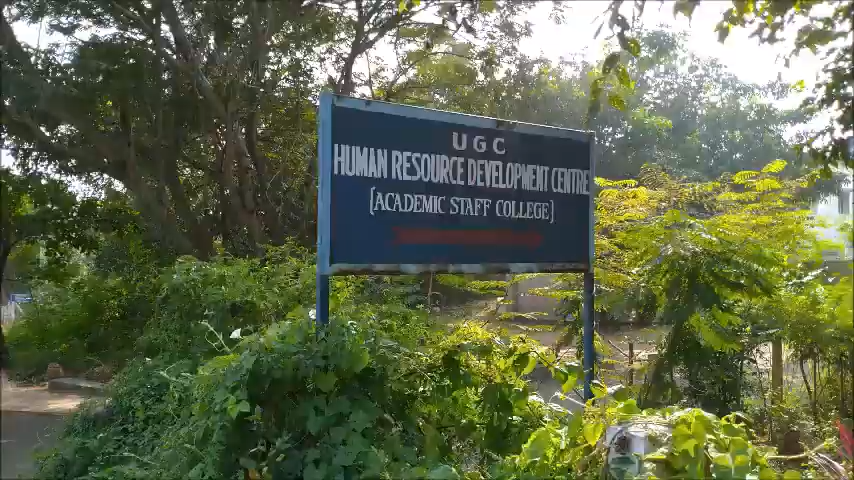 UGC
HUMAN RESOURCE DEVELOPMENT CENTRE
[ACADEMIC STAFF COLLEGE]